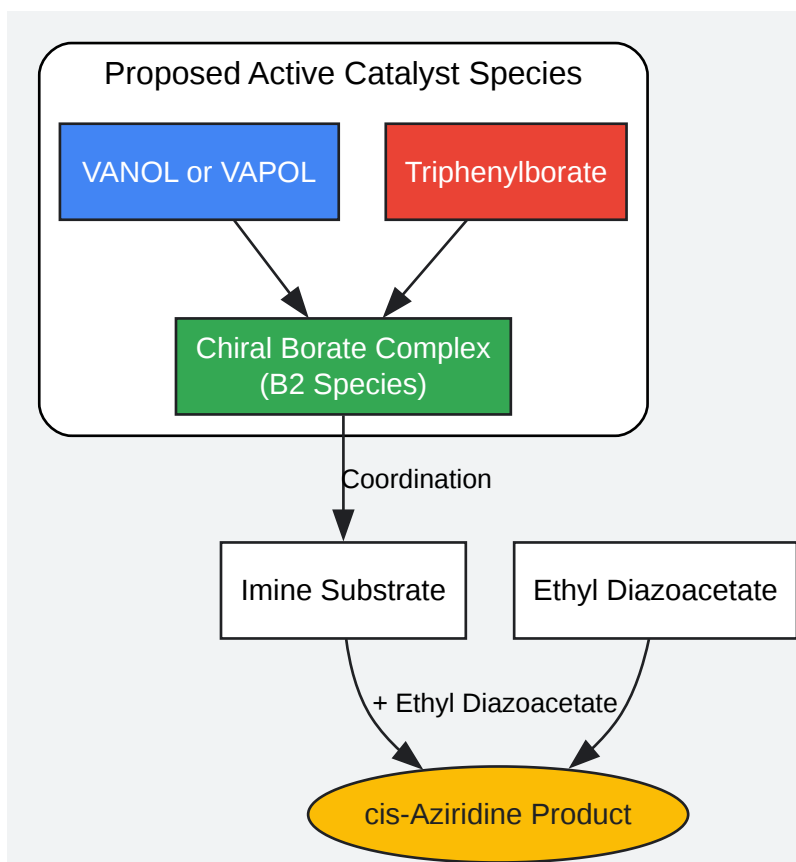 Proposed Active Catalyst Species
VANOL or VAPOL
Triphenylborate
Chiral Borate Complex
(B2 Species)
Coordination
Imine Substrate
Ethyl Diazoacetate
+ Ethyl Diazoacetate
cis-Aziridine Product